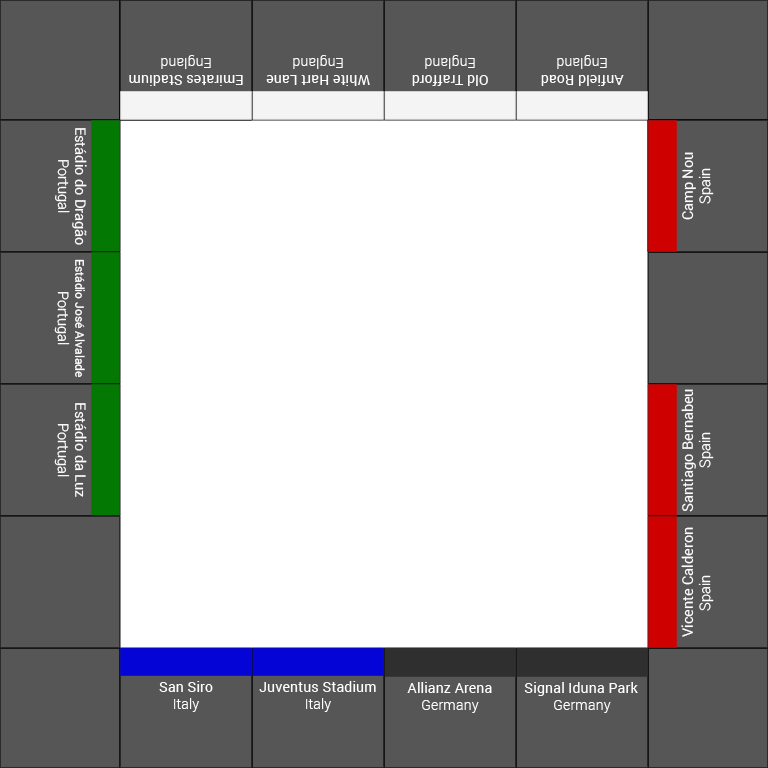 Emirates Stadium
England
White Hart Lane
England
Old Trafford
England
Anfield Road
England
Estádio do Dragão
Portugal
Camp Nou
Spain
Estádio José Alvalade
Portugal
Estádio da Luz
Portugal
Santiago Bernabeu
Spain
Vicente Calderon
Spain
San Siro
Italy
Juventus Stadium
Italy
Allianz Arena
Germany
Signal Iduna Park
Germany